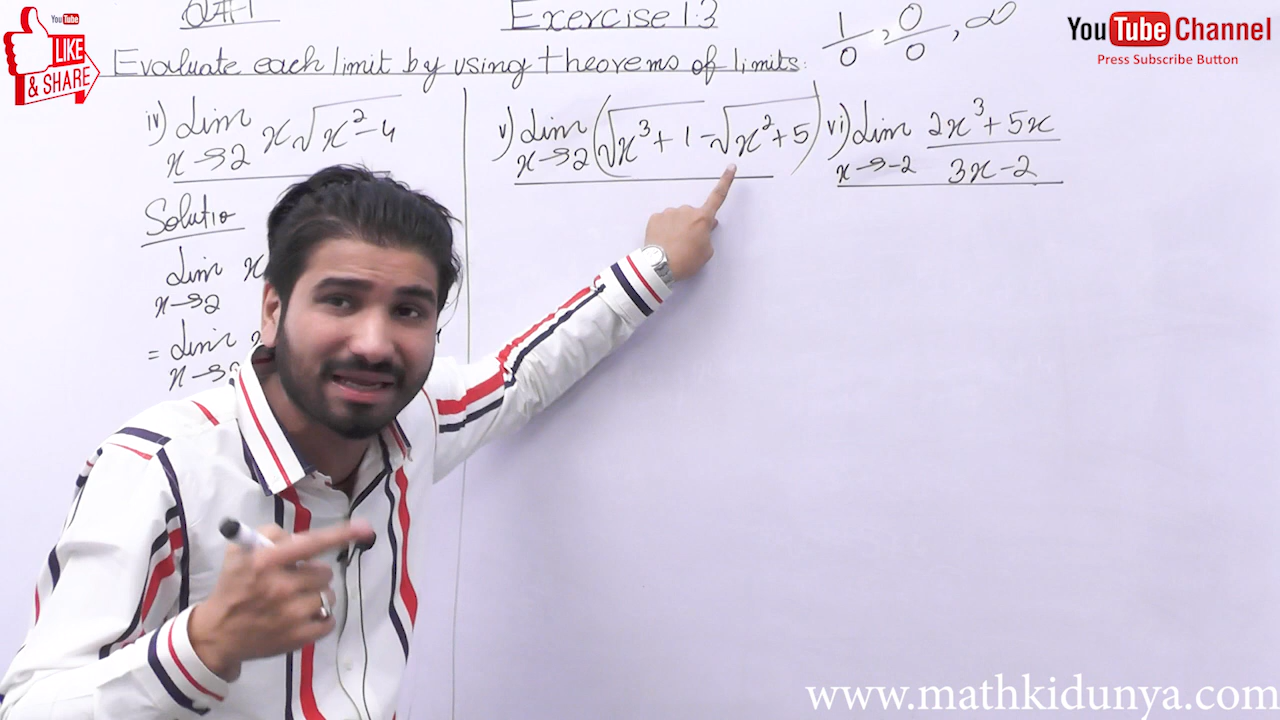 YouTube
LIKE
& SHARE
Q#1
Exercise 1.3
1/0, 0/0, ∞
YouTube Channel
Press Subscribe Button
Evaluate each limit by using theorems of limits:
iv) Lim x→2 x√(x²-4)
v) Lim x→2 (√(x³+1) - √(x²+5))
vi) Lim x→-2 (2x³+5x)/(3x-2)
Solutio
Lim x→2 x
= Lim x→2
www.mathkidunya.com